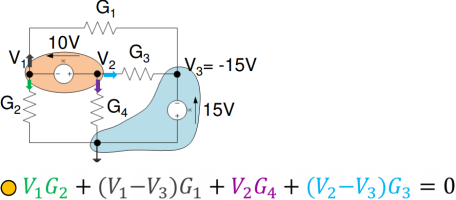 G₁
10V
V₁
V₂
G₃
V₃= -15V
G₂
G₄
15V
V₁G₂ + (V₁−V₃)G₁ + V₂G₄ + (V₂−V₃)G₃ = 0